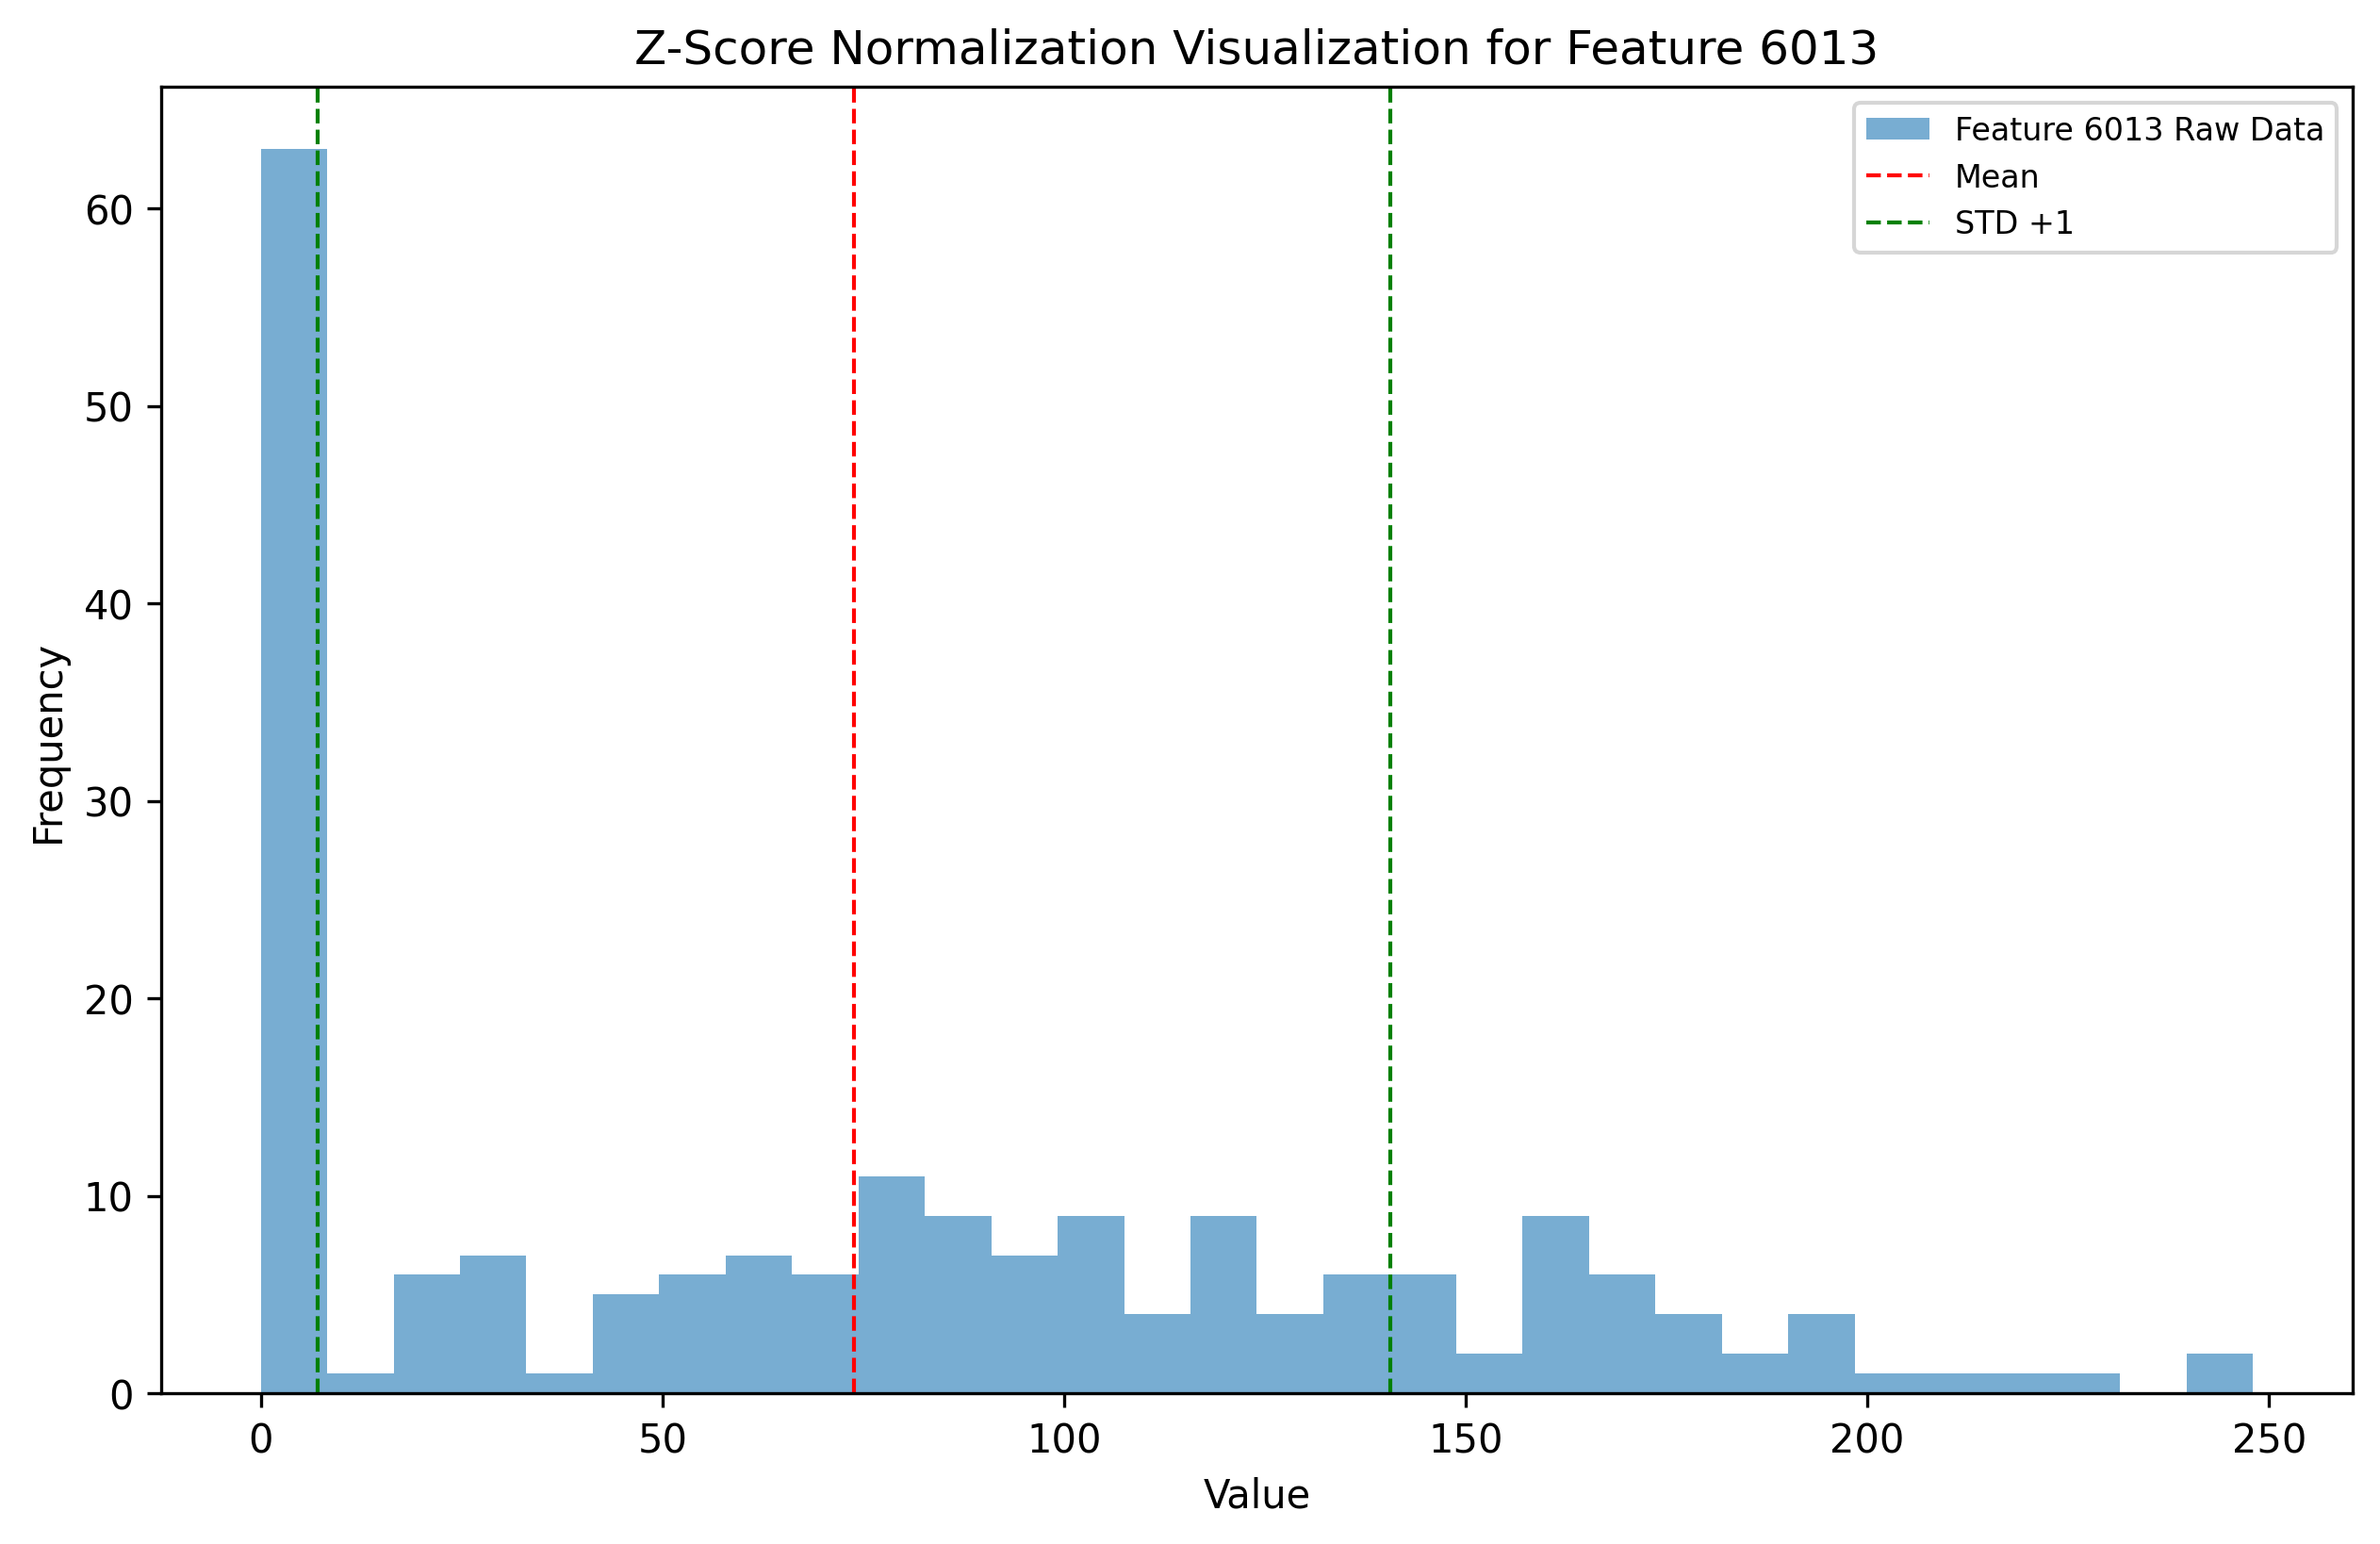 Z-Score Normalization Visualization for Feature 6013
Feature 6013 Raw Data
Mean
STD +1
Frequency
60
50
40
30
20
10
0
0 50 100 150 200 250
Value